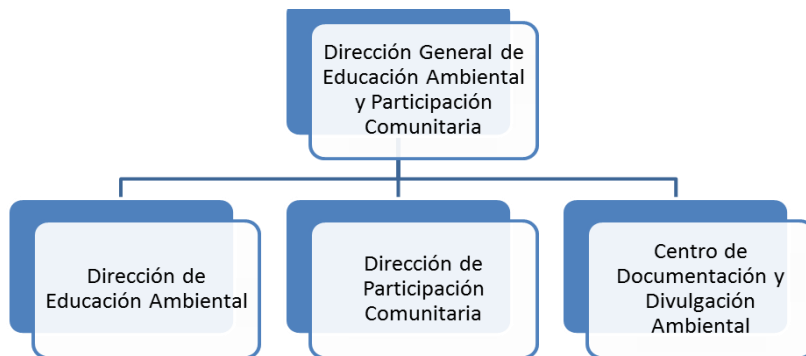 Dirección General de
Educación Ambiental
y Participación
Comunitaria
Dirección de
Educación Ambiental
Dirección de
Participación
Comunitaria
Centro de
Documentación y
Divulgación
Ambiental